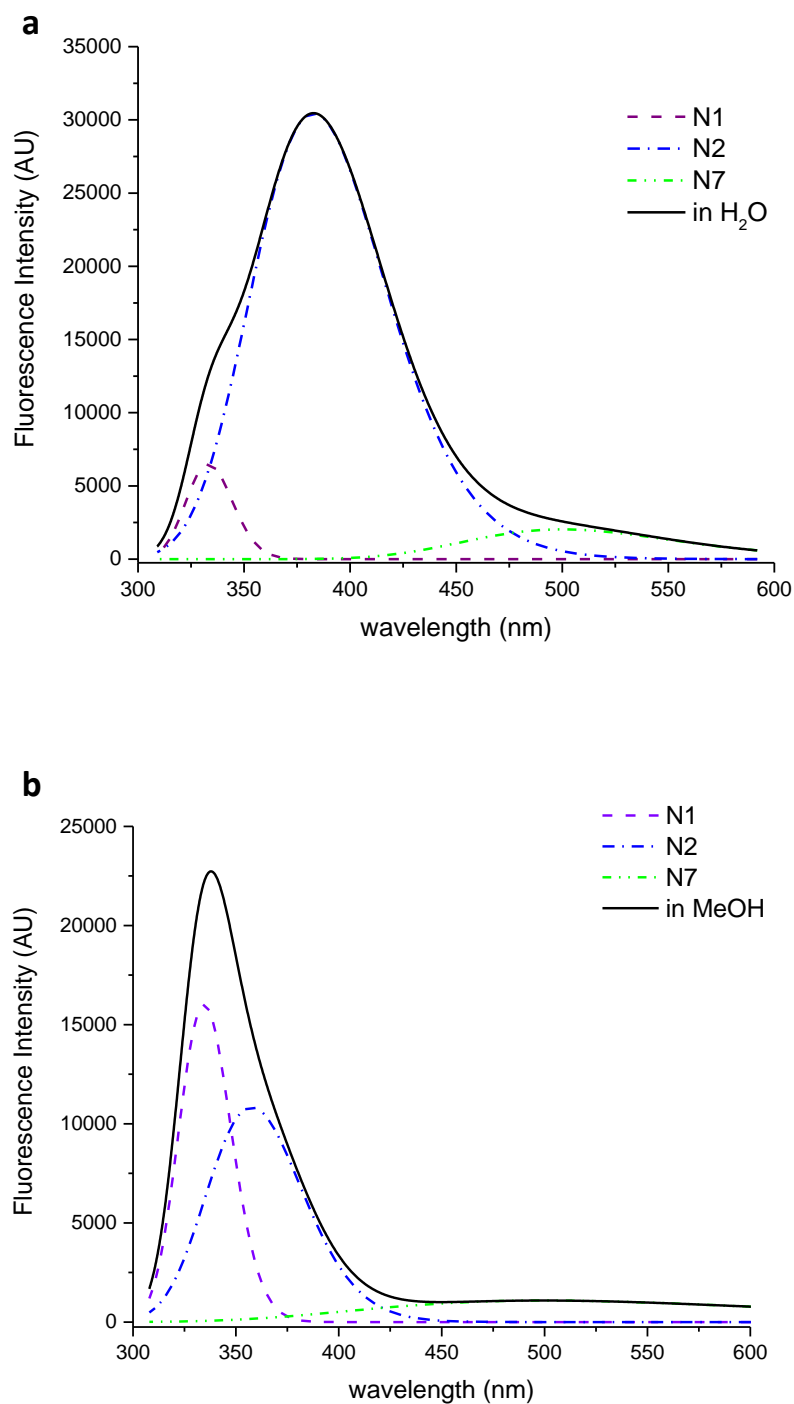 a
35000
30000
25000
20000
15000
10000
5000
0
Fluorescence Intensity (AU)
N1
N2
N7
in H₂O
300 350 400 450 500 550 600
wavelength (nm)
b
25000
20000
15000
10000
5000
0
Fluorescence Intensity (AU)
N1
N2
N7
in MeOH
300 350 400 450 500 550 600
wavelength (nm)